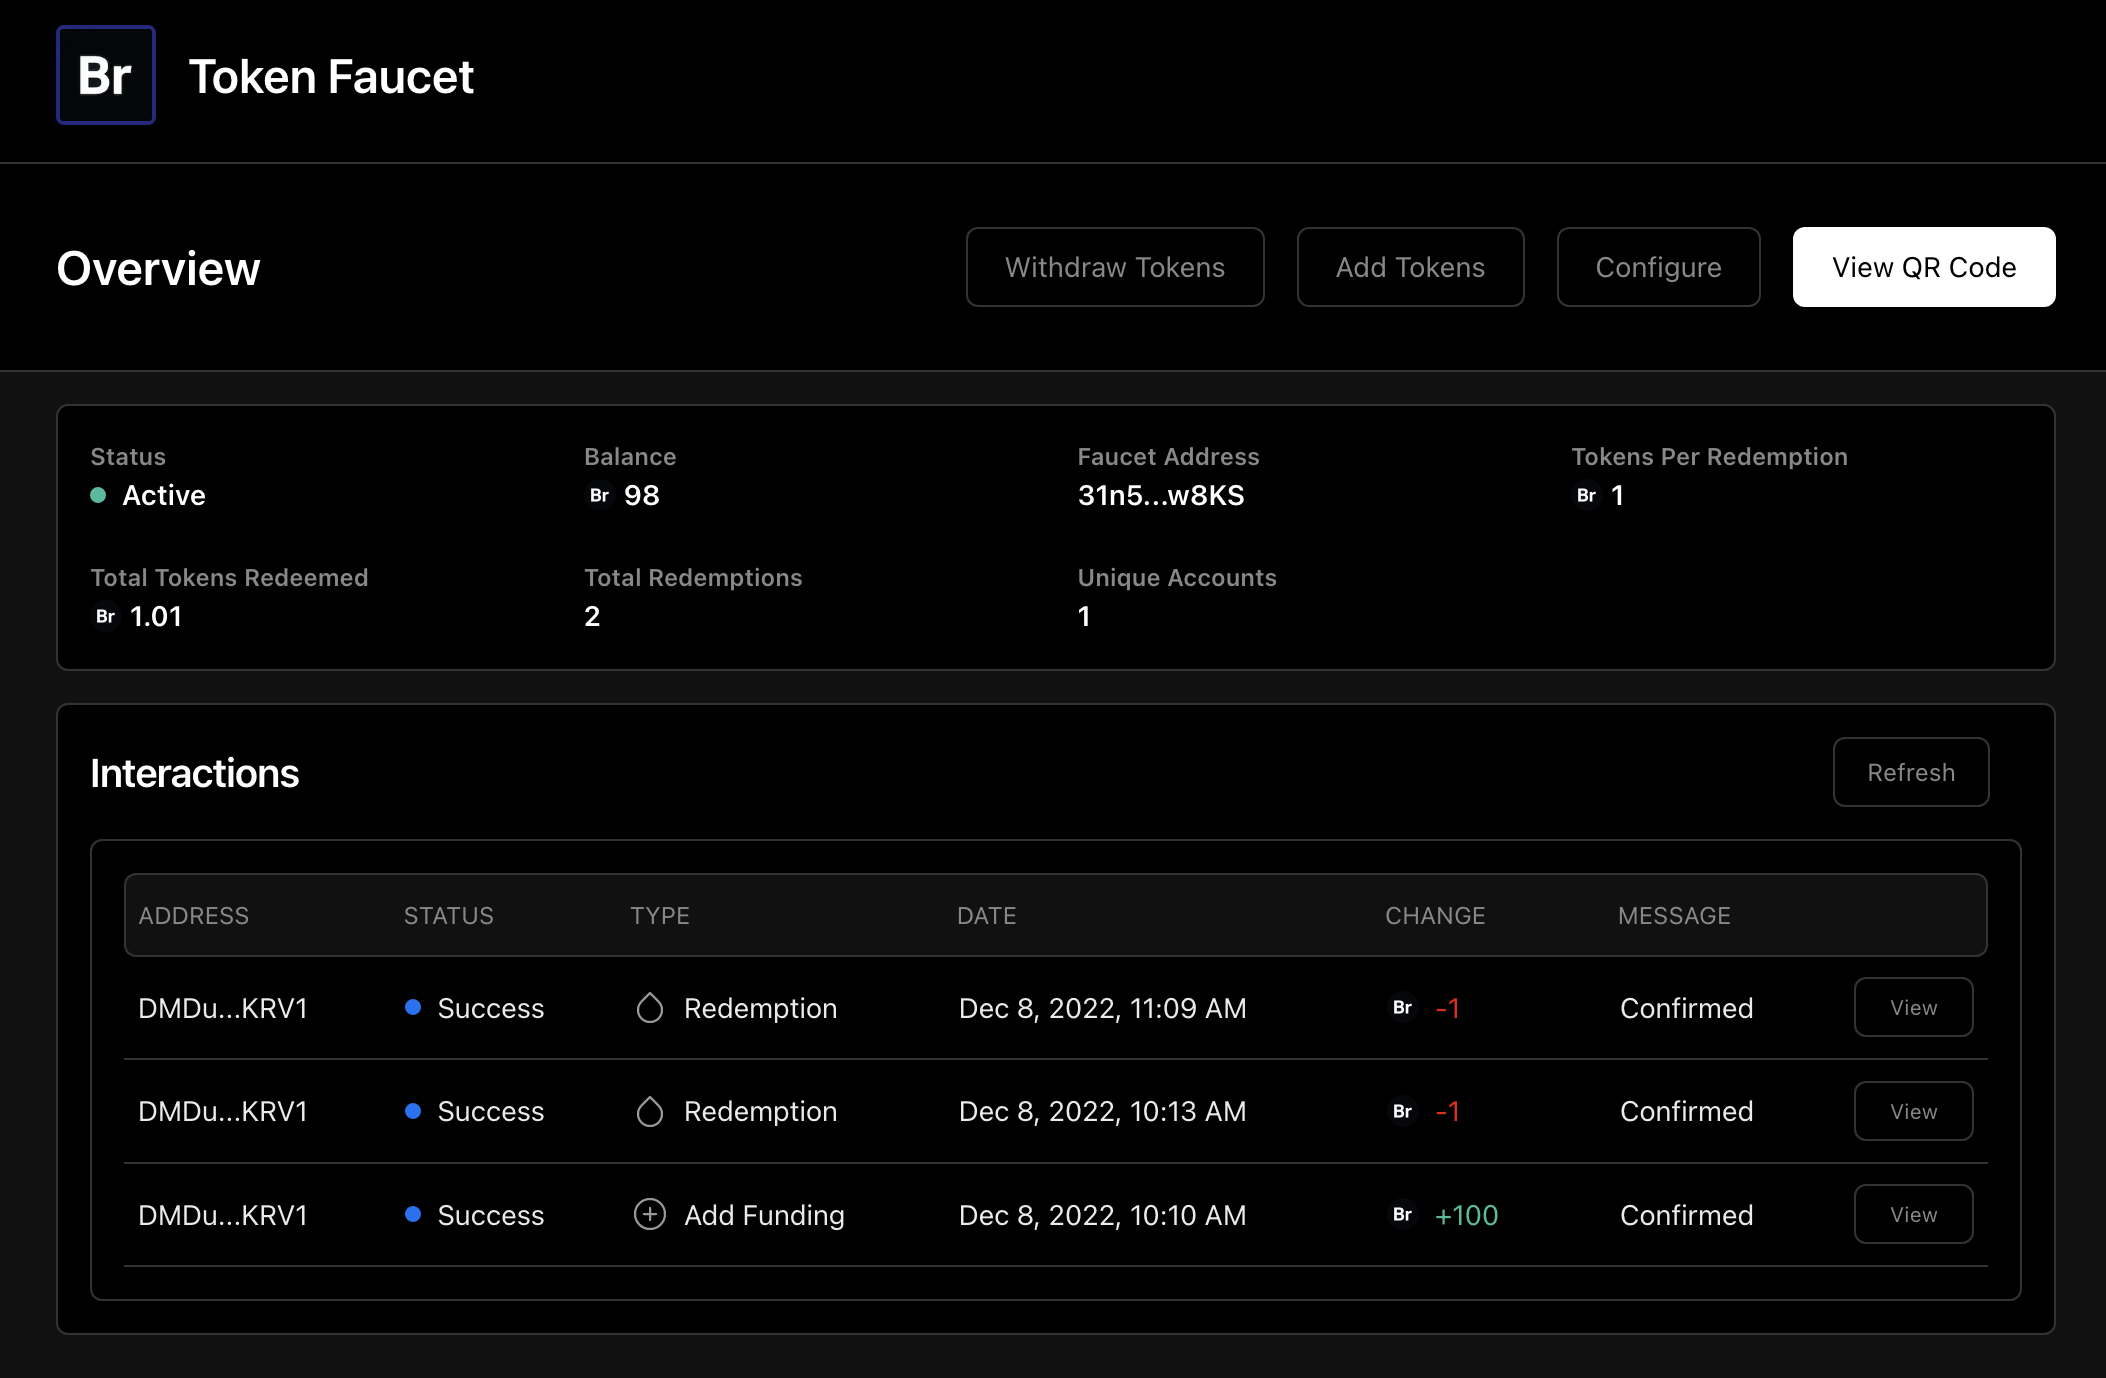 Br Token Faucet
Overview Withdraw Tokens Add Tokens Configure View QR Code
Status Balance Faucet Address Tokens Per Redemption
Active Br 98 31n5...w8KS Br 1
Total Tokens Redeemed Total Redemptions Unique Accounts
Br 1.01 2 1
Interactions Refresh
ADDRESS STATUS TYPE DATE CHANGE MESSAGE
DMDu...KRV1 Success Redemption Dec 8, 2022, 11:09 AM Br -1 Confirmed View
DMDu...KRV1 Success Redemption Dec 8, 2022, 10:13 AM Br -1 Confirmed View
DMDu...KRV1 Success Add Funding Dec 8, 2022, 10:10 AM Br +100 Confirmed View